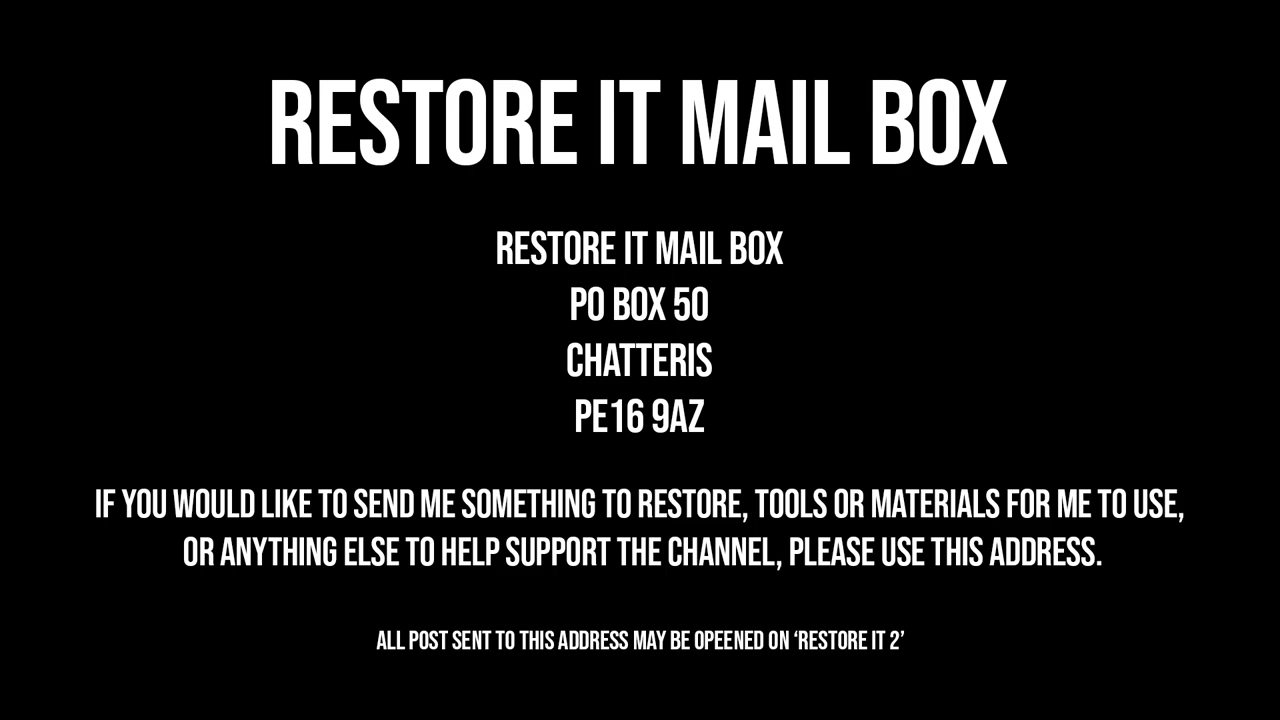 RESTORE IT MAIL BOX
RESTORE IT MAIL BOX
PO BOX 50
CHATTERIS
PE16 9AZ
IF YOU WOULD LIKE TO SEND ME SOMETHING TO RESTORE, TOOLS OR MATERIALS FOR ME TO USE,
OR ANYTHING ELSE TO HELP SUPPORT THE CHANNEL, PLEASE USE THIS ADDRESS.
ALL POST SENT TO THIS ADDRESS MAY BE OPEENED ON ‘RESTORE IT 2’